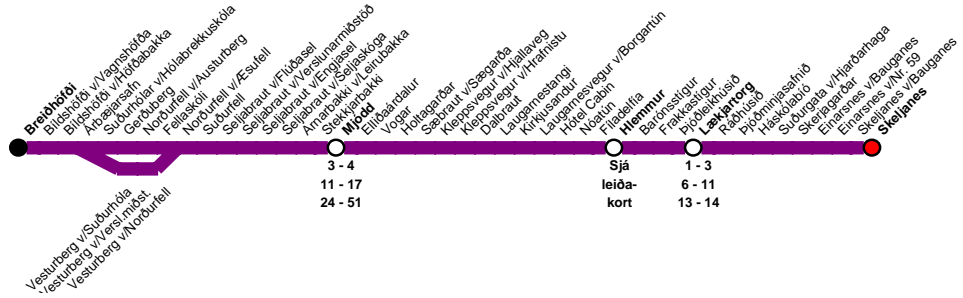 Breiðhöfði
Bíldshöfði v/Vagnshöfða
Bíldshöfði v/Höfðabakka
Árbæjarsafn
Suðurhólar v/Hólabrekkuskóla
Gerðuberg
Norðurfell v/Austurberg
Fellaskóli
Norðurfell v/Æsufell
Suðurfell
Seljabraut v/Flúðasel
Seljabraut v/Verslunarmiðstöð
Seljabraut v/Engjasel
Seljabraut v/Seljaskóga
Arnarbakki v/Leirubakka
Stekkjarbakki
Mjódd
Elliðaárdalur
Vogar
Holtagarðar
Sæbraut v/Sægarða
Kleppsvegur v/Hjallaveg
Kleppsvegur v/Hrafnistu
Dalbraut
Laugarnestangi
Kirkjusandur
Laugarnesvegur v/Borgartún
Hótel Cabin
Nóatún
Fíladelfía
Hlemmur
Barónsstígur
Frakkastígur
Þjóðleikhúsið
Lækjartorg
Ráðhúsið
Þjóðminjasafnið
Háskólabíó
Suðurgata v/Hjarðarhaga
Skerjagarðar
Einarsnes v/Bauganes
Einarsnes v/Nr. 59
Skeljanes v/Bauganes
Skeljanes
3 - 4
11 - 17
24 - 51
Sjá
leiða-
kort
1 - 3
6 - 11
13 - 14
Vesturberg v/Suðurhóla
Vesturberg v/Versl.miðst.
Vesturberg v/Norðurfell